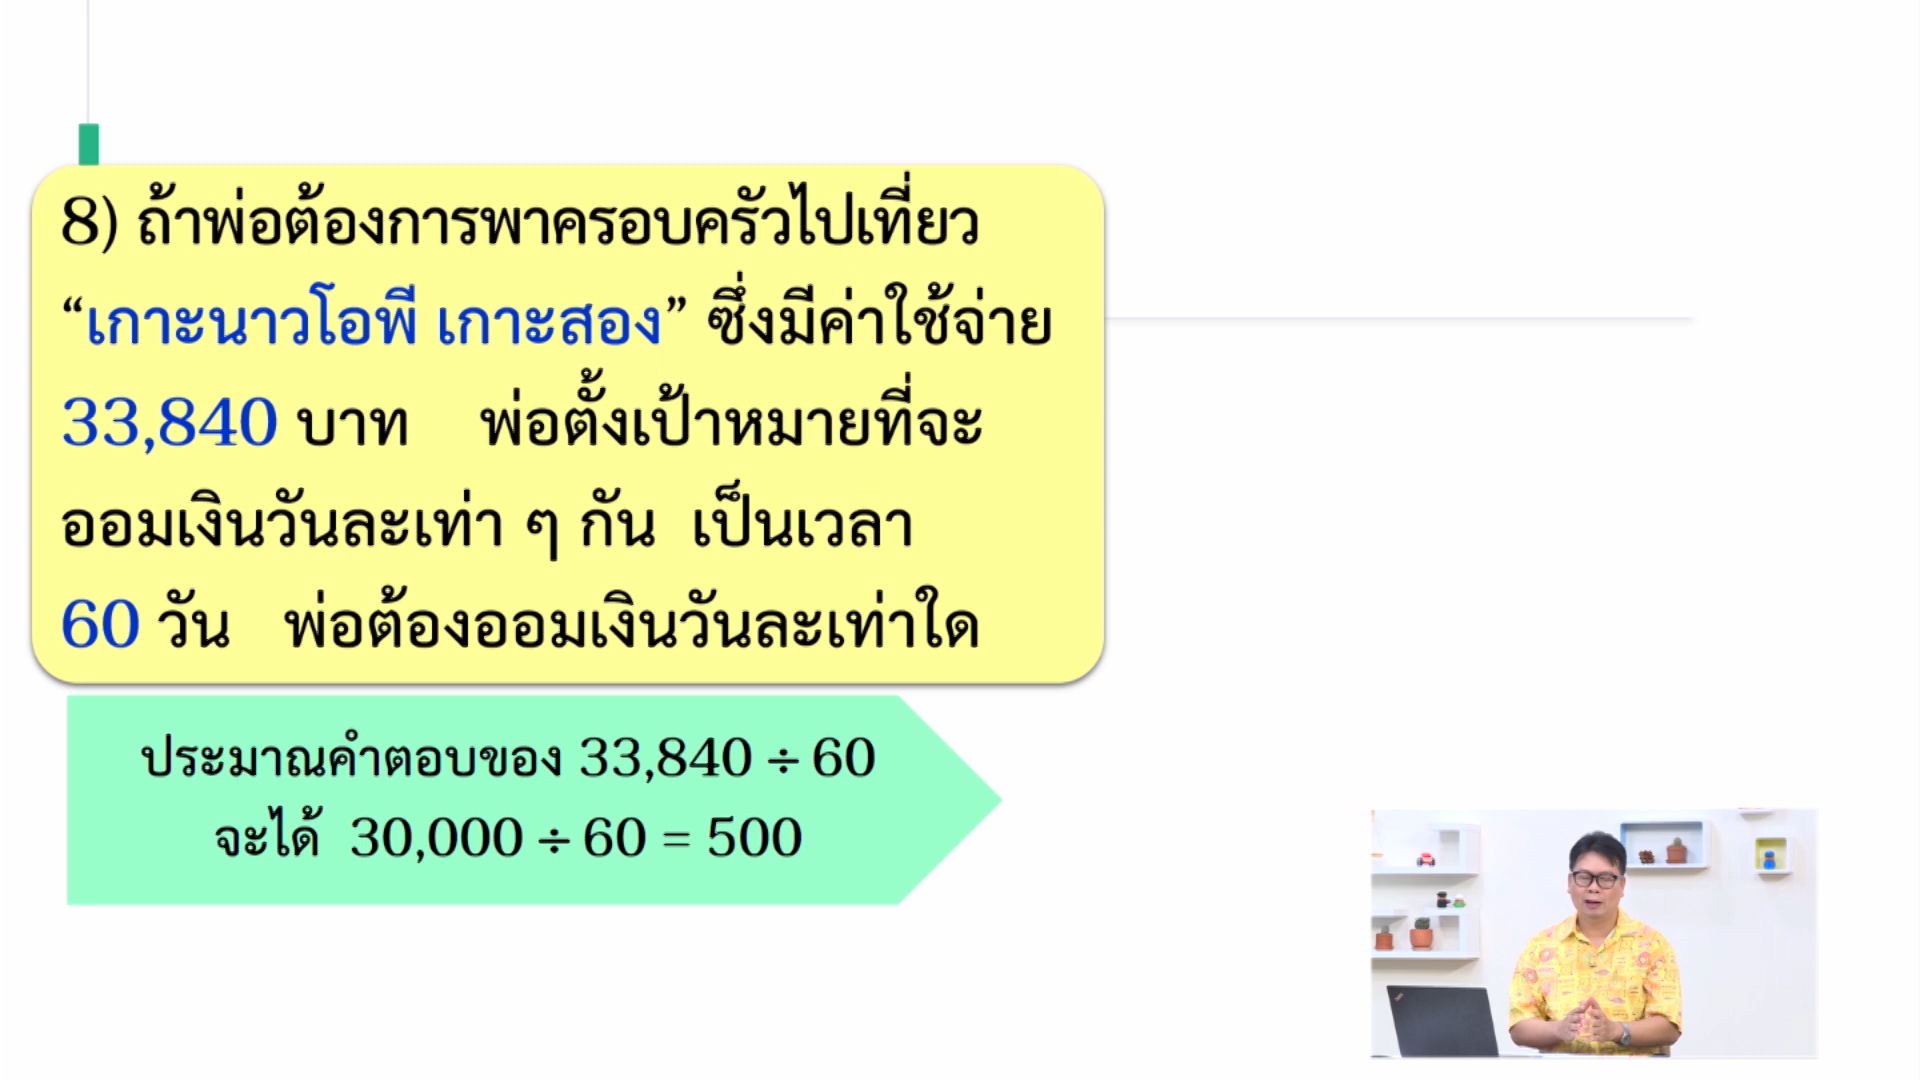 8) ถ้าพ่อต้องการพาครอบครัวไปเที่ยว
“เกาะนาวโอพี เกาะสอง” ซึ่งมีค่าใช้จ่าย
33,840 บาท พ่อตั้งเป้าหมายที่จะ
ออมเงินวันละเท่า ๆ กัน เป็นเวลา
60 วัน พ่อต้องออมเงินวันละเท่าใด
ประมาณคำตอบของ 33,840 ÷ 60
จะได้ 30,000 ÷ 60 = 500